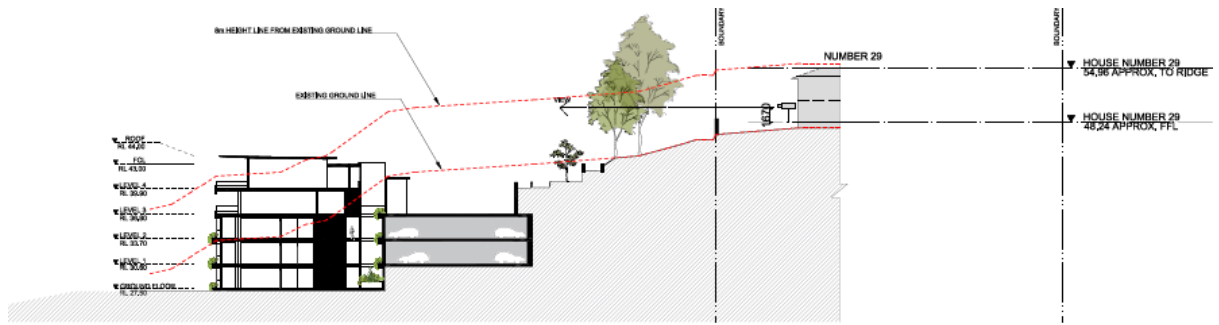 8m HEIGHT LINE FROM EXISTING GROUND LINE
EXISTING GROUND LINE
VIEW
BOUNDARY
NUMBER 29
1670
BOUNDARY
HOUSE NUMBER 29
54,96 APPROX, TO RIDGE
HOUSE NUMBER 29
48,24 APPROX, FFL
ROOF
RL 44,00
FCL
RL 43,00
LEVEL 4
RL 39,90
LEVEL 3
RL 36,80
LEVEL 2
RL 33,70
LEVEL 1
RL 30,60
GROUND FLOOR
RL 27,50